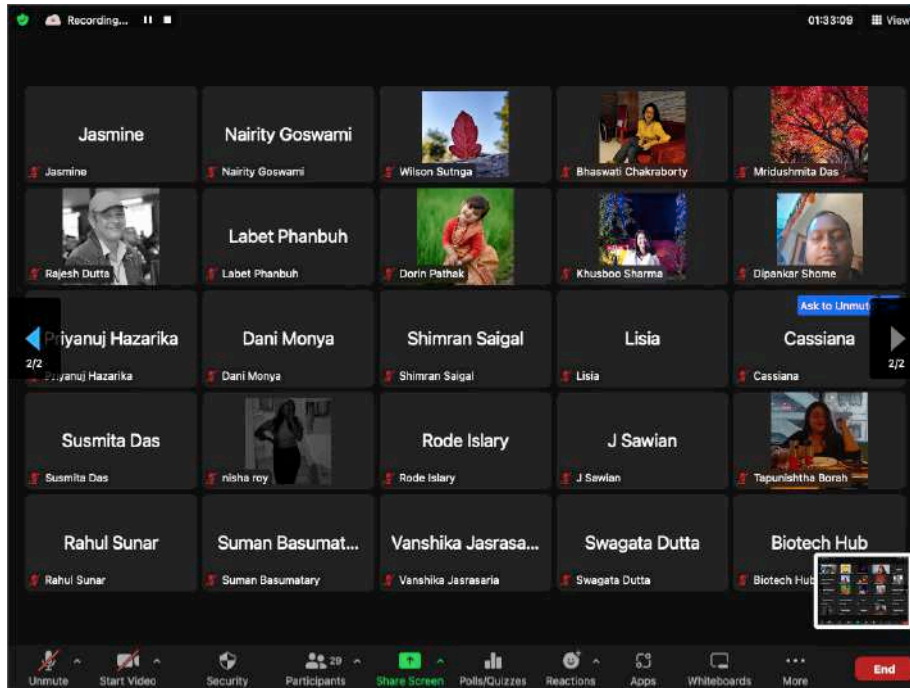 Recording...
01:33:09
View
Jasmine
Nairity Goswami
Jasmine
Nairity Goswami
Wilson Sutnga
Bhaswati Chakraborty
Mridushmita Das
Labet Phanbuh
Rajesh Dutta
Labet Phanbuh
Dorin Pathak
Khusboo Sharma
Dipankar Shome
Ask to Unmute
Priyanuj Hazarika
Dani Monya
Shimran Saigal
Lisia
Cassiana
2/2
2/2
Priyanuj Hazarika
Dani Monya
Shimran Saigal
Lisia
Cassiana
Susmita Das
Rode Islary
J Sawian
Susmita Das
nisha roy
Rode Islary
J Sawian
Tapunishtha Borah
Rahul Sunar
Suman Basumat...
Vanshika Jasrasa...
Swagata Dutta
Biotech Hub
Rahul Sunar
Suman Basumatary
Vanshika Jasrasaria
Swagata Dutta
Biotech Hub
29
Unmute
Start Video
Security
Participants
Share Screen
Polls/Quizzes
Reactions
Apps
Whiteboards
More
End